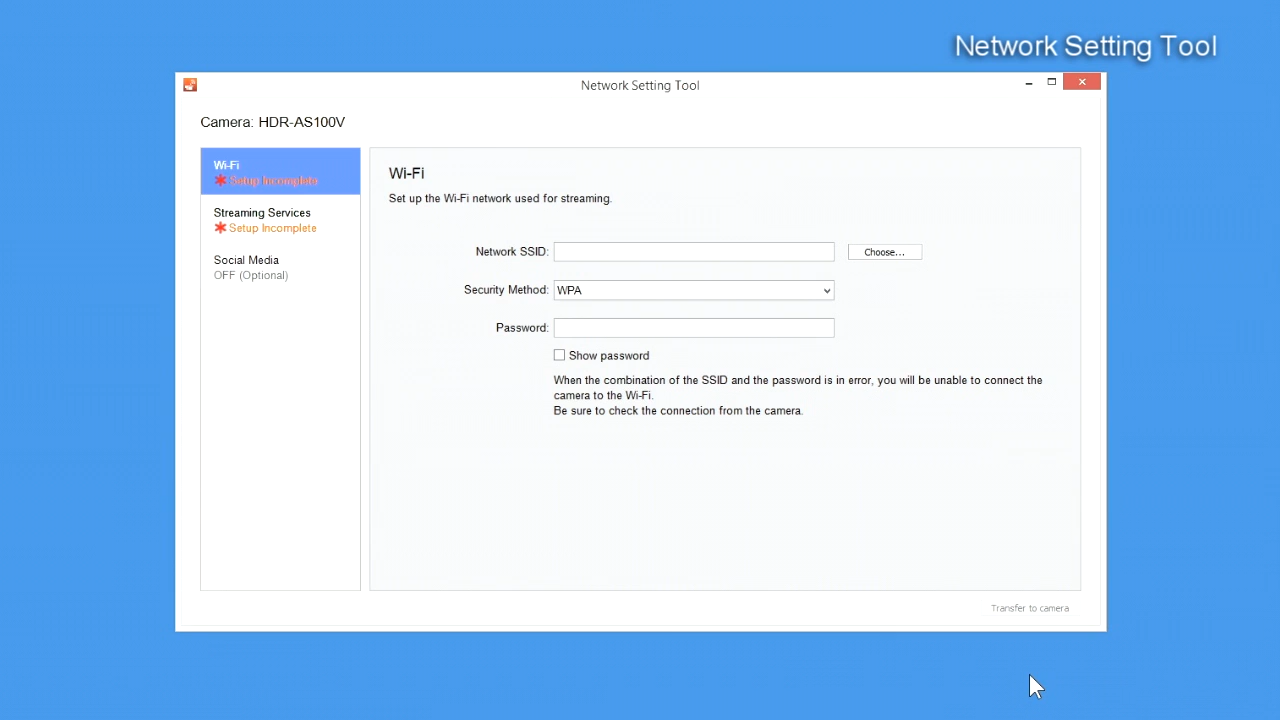 Network Setting Tool
Network Setting Tool
Camera: HDR-AS100V
Wi-Fi
Setup Incomplete
Streaming Services
Setup Incomplete
Social Media
OFF (Optional)
Wi-Fi
Set up the Wi-Fi network used for streaming.
Network SSID:
Choose...
Security Method: WPA
Password:
Show password
When the combination of the SSID and the password is in error, you will be unable to connect the
camera to the Wi-Fi.
Be sure to check the connection from the camera.
Transfer to camera